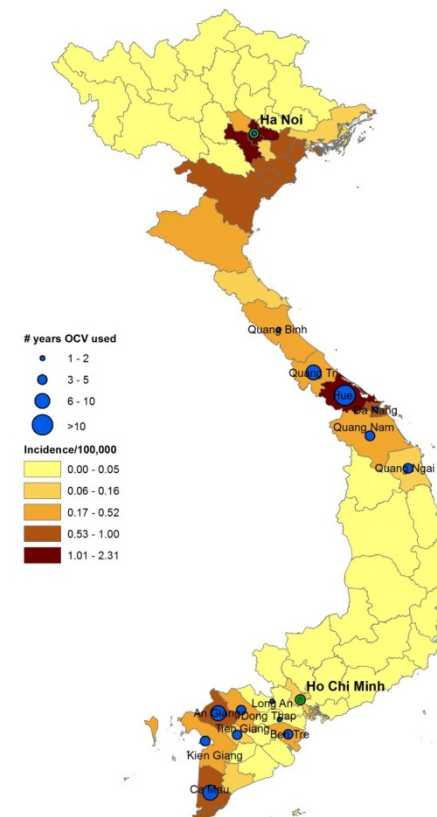 Ha Noi
Quang Binh
# years OCV used
1 - 2
3 - 5
6 - 10
>10
Quang Tri
Hue
Da Nang
Quang Nam
Quang Ngai
Incidence/100,000
0.00 - 0.05
0.06 - 0.16
0.17 - 0.52
0.53 - 1.00
1.01 - 2.31
Ho Chi Minh
Long An
An Giang
Dong Thap
Tien Giang
Ben Tre
Kien Giang
Ca Mau